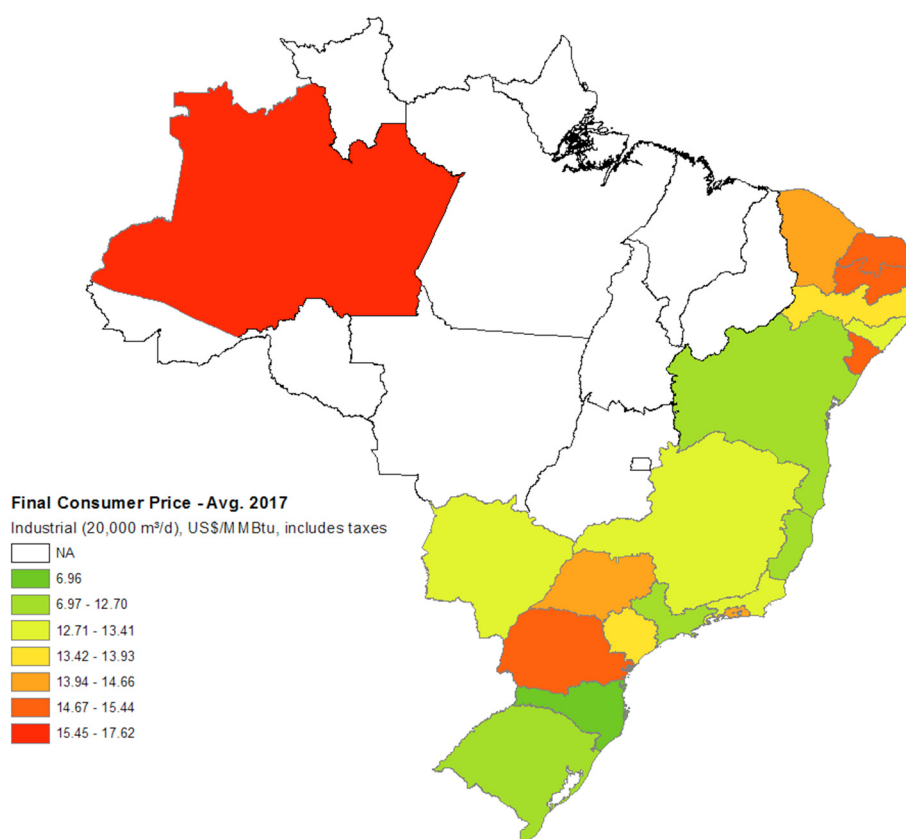 Final Consumer Price - Avg. 2017
Industrial (20,000 m³/d), US$/MMBtu, includes taxes
NA
6.96
6.97 - 12.70
12.71 - 13.41
13.42 - 13.93
13.94 - 14.66
14.67 - 15.44
15.45 - 17.62